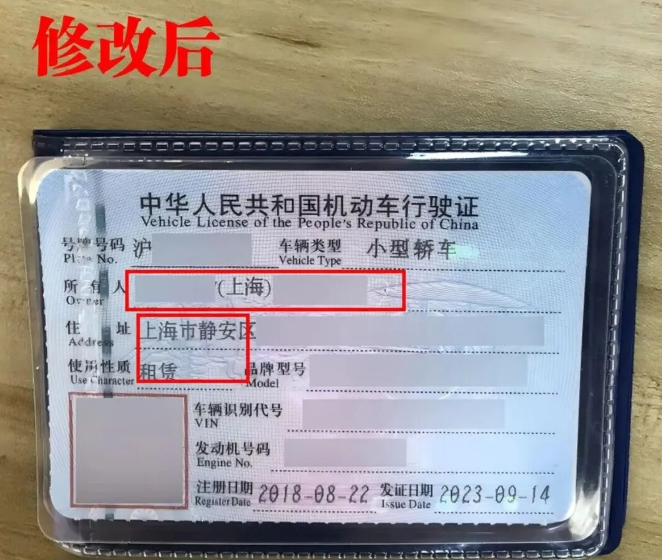 修改后
中华人民共和国机动车行驶证
Vehicle License of the People's Republic of China
号牌号码 沪 车辆类型 小型轿车
Plate No. Vehicle Type
所有人 (上海)
Owner
住址 上海市静安区
Address
使用性质 租赁 品牌型号
Use Character Model
车辆识别代号
VIN
发动机号码
Engine No.
注册日期 2018-08-22 发证日期 2023-09-14
Register Date Issue Date